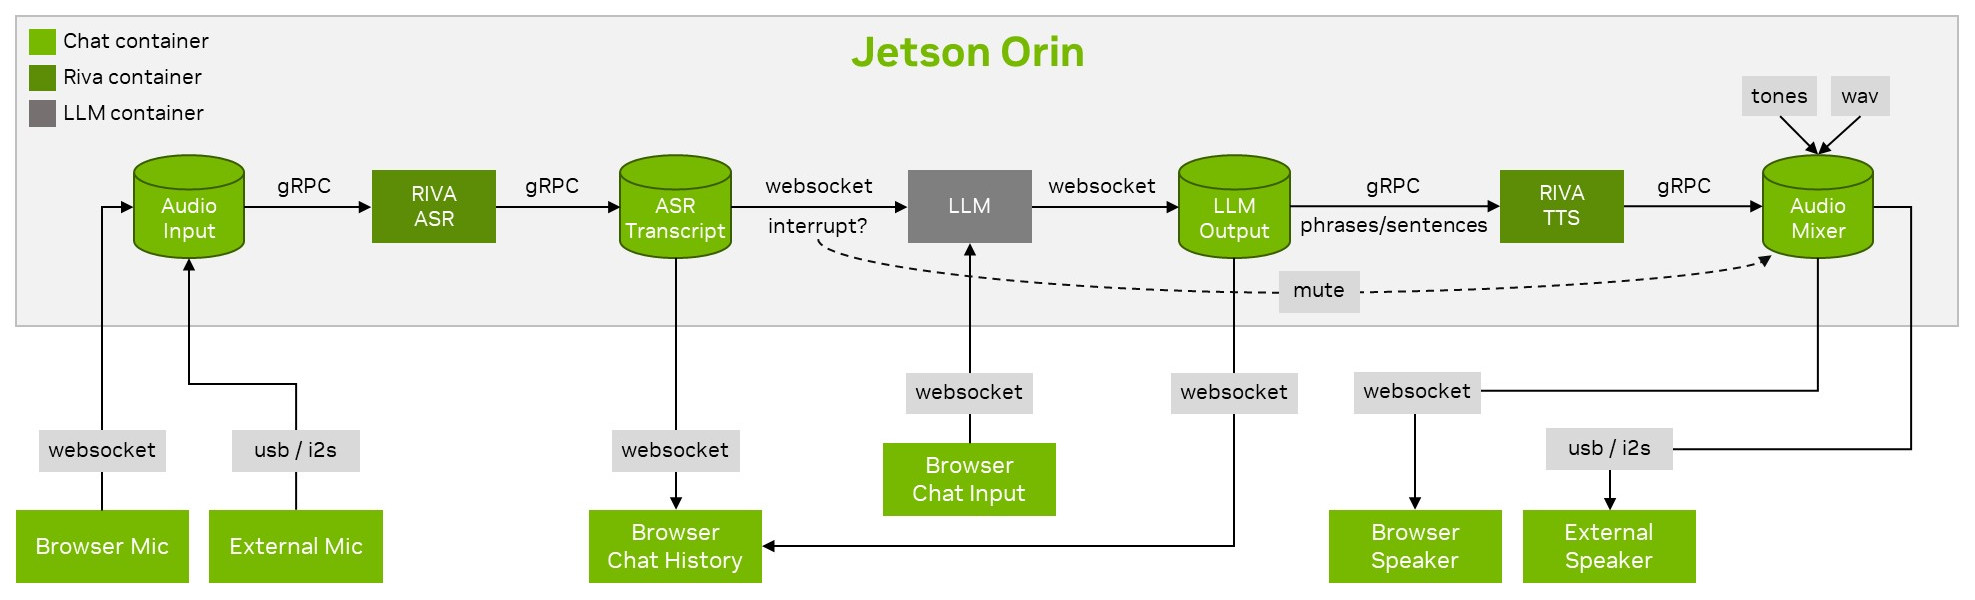 Jetson Orin
Chat container
Riva container
LLM container
tones
wav
Audio
Input
gRPC
RIVA
ASR
gRPC
ASR
Transcript
websocket
interrupt?
LLM
websocket
LLM
Output
gRPC
phrases/sentences
RIVA
TTS
gRPC
Audio
Mixer
mute
websocket
usb / i2s
websocket
websocket
websocket
websocket
usb / i2s
Browser Mic
External Mic
Browser
Chat History
Browser
Chat Input
Browser
Speaker
External
Speaker